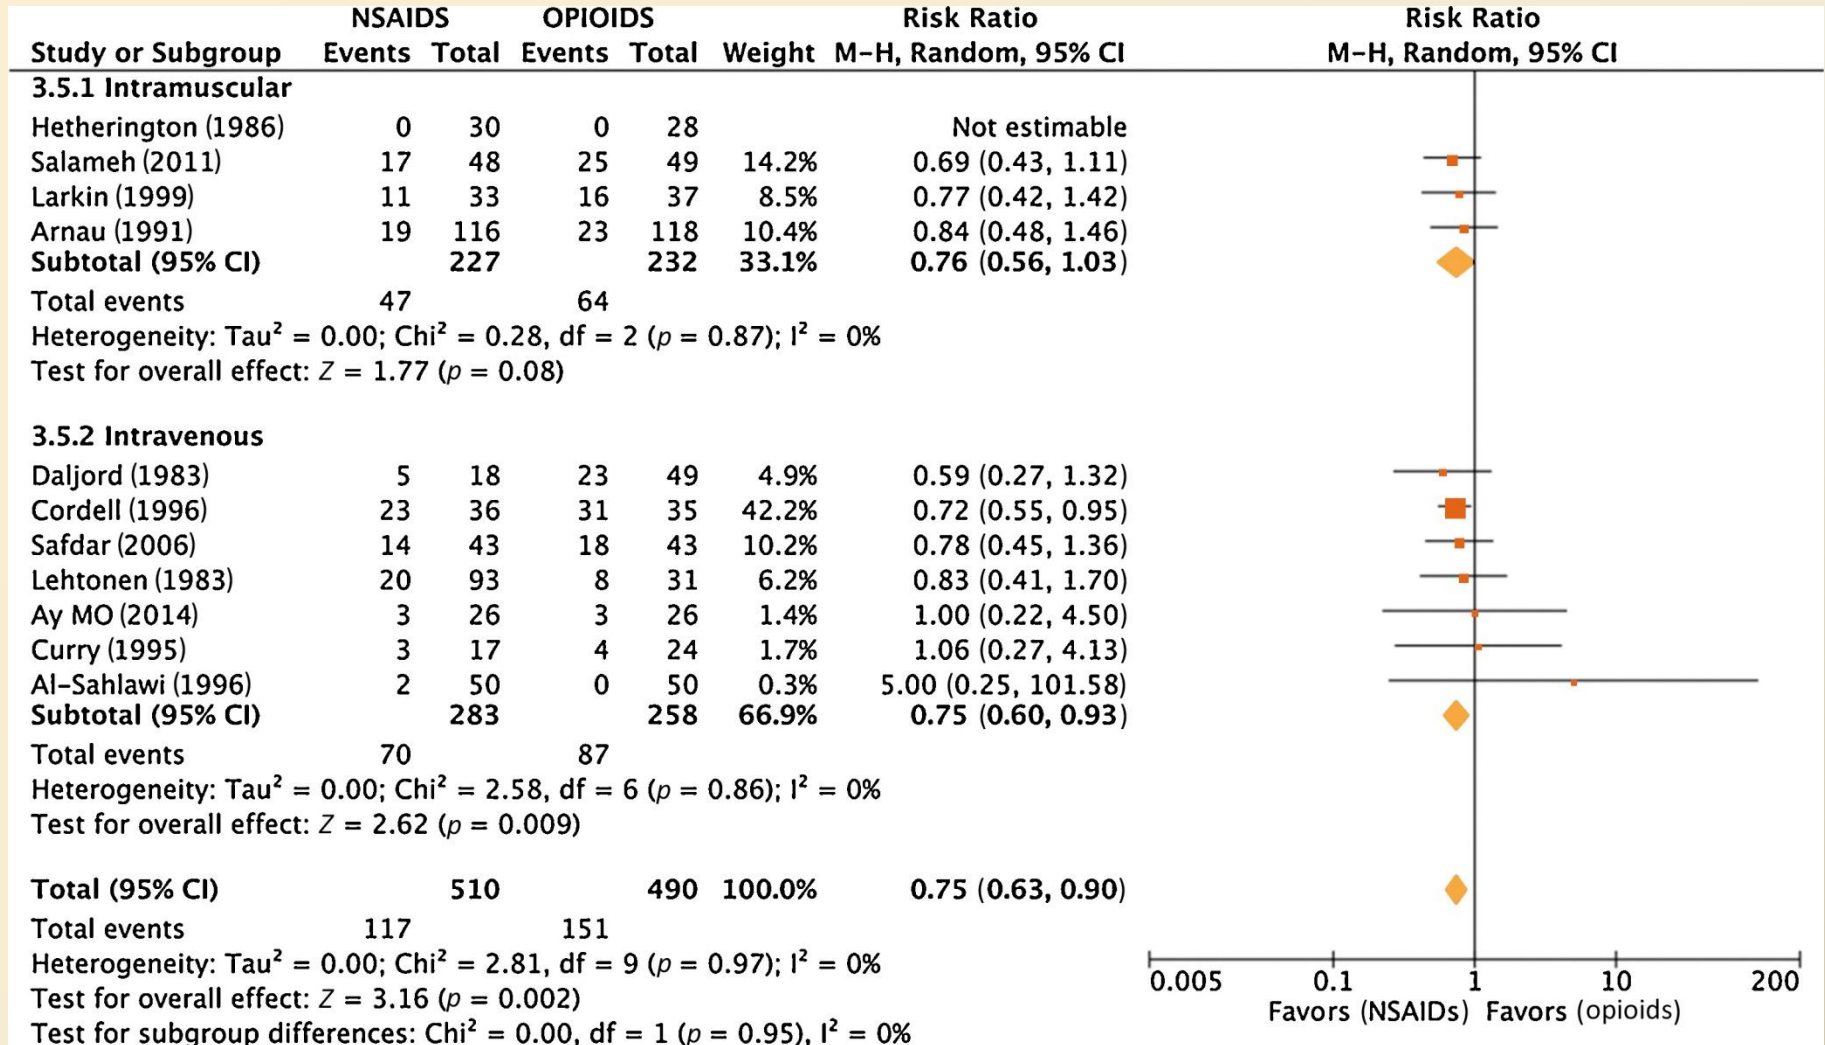 NSAIDS OPIOIDS Risk Ratio Risk Ratio
Study or Subgroup Events Total Events Total Weight M-H, Random, 95% CI M-H, Random, 95% CI
3.5.1 Intramuscular
Hetherington (1986) 0 30 0 28 Not estimable
Salameh (2011) 17 48 25 49 14.2% 0.69 (0.43, 1.11)
Larkin (1999) 11 33 16 37 8.5% 0.77 (0.42, 1.42)
Arnau (1991) 19 116 23 118 10.4% 0.84 (0.48, 1.46)
Subtotal (95% CI) 227 232 33.1% 0.76 (0.56, 1.03)
Total events 47 64
Heterogeneity: Tau² = 0.00; Chi² = 0.28, df = 2 (p = 0.87); I² = 0%
Test for overall effect: Z = 1.77 (p = 0.08)
3.5.2 Intravenous
Daljord (1983) 5 18 23 49 4.9% 0.59 (0.27, 1.32)
Cordell (1996) 23 36 31 35 42.2% 0.72 (0.55, 0.95)
Safdar (2006) 14 43 18 43 10.2% 0.78 (0.45, 1.36)
Lehtonen (1983) 20 93 8 31 6.2% 0.83 (0.41, 1.70)
Ay MO (2014) 3 26 3 26 1.4% 1.00 (0.22, 4.50)
Curry (1995) 3 17 4 24 1.7% 1.06 (0.27, 4.13)
Al-Sahlawi (1996) 2 50 0 50 0.3% 5.00 (0.25, 101.58)
Subtotal (95% CI) 283 258 66.9% 0.75 (0.60, 0.93)
Total events 70 87
Heterogeneity: Tau² = 0.00; Chi² = 2.58, df = 6 (p = 0.86); I² = 0%
Test for overall effect: Z = 2.62 (p = 0.009)
Total (95% CI) 510 490 100.0% 0.75 (0.63, 0.90)
Total events 117 151
Heterogeneity: Tau² = 0.00; Chi² = 2.81, df = 9 (p = 0.97); I² = 0%
Test for overall effect: Z = 3.16 (p = 0.002)
Test for subgroup differences: Chi² = 0.00, df = 1 (p = 0.95), I² = 0%
0.005 0.1 1 10 200
Favors (NSAIDs) Favors (opioids)